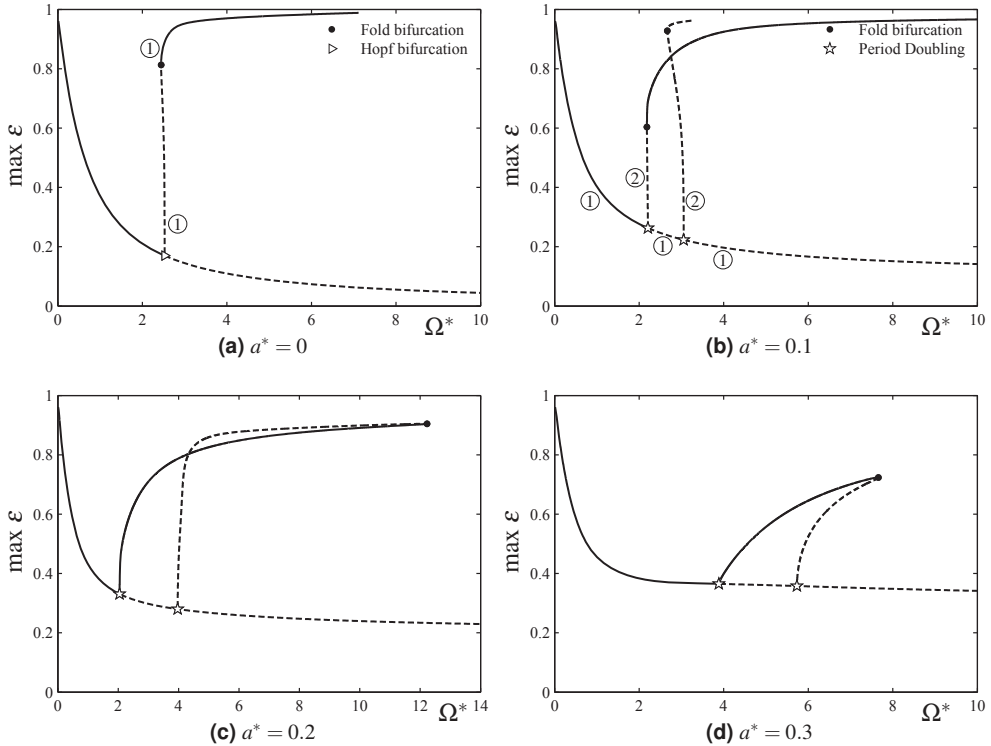 max ε
1
0.8
0.6
0.4
0.2
0
0 2 4 6 8 10
Ω*
Fold bifurcation
Hopf bifurcation
1
1
(a) a* = 0
max ε
1
0.8
0.6
0.4
0.2
0
0 2 4 6 8 10
Ω*
Fold bifurcation
Period Doubling
2
2
1
1
1
(b) a* = 0.1
max ε
1
0.8
0.6
0.4
0.2
0
0 2 4 6 8 10 12 14
Ω*
(c) a* = 0.2
max ε
1
0.8
0.6
0.4
0.2
0
0 2 4 6 8 10
Ω*
(d) a* = 0.3